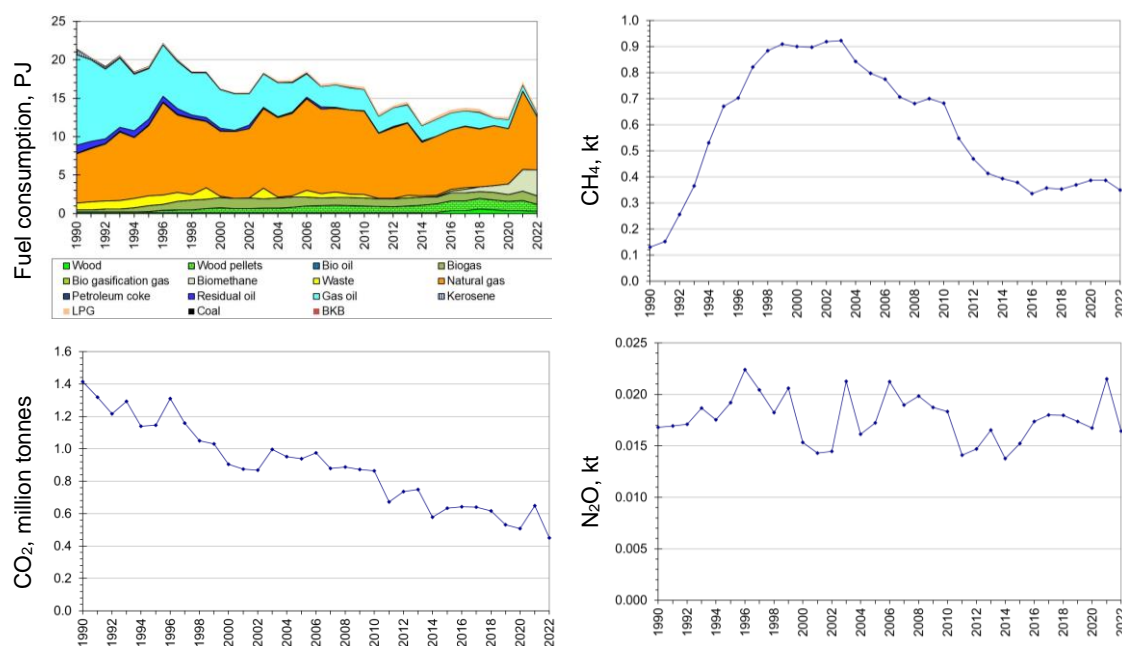 Fuel consumption, PJ
25
20
15
10
5
0
1990 1992 1994 1996 1998 2000 2002 2004 2006 2008 2010 2012 2014 2016 2018 2020 2022
Wood Wood pellets Bio oil Biogas
Bio gasification gas Biomethane Waste Natural gas
Petroleum coke Residual oil Gas oil Kerosene
LPG Coal BKB
CH₄, kt
1.0
0.9
0.8
0.7
0.6
0.5
0.4
0.3
0.2
0.1
0.0
1990 1992 1994 1996 1998 2000 2002 2004 2006 2008 2010 2012 2014 2016 2018 2020 2022
CO₂, million tonnes
1.6
1.4
1.2
1.0
0.8
0.6
0.4
0.2
0.0
1990 1992 1994 1996 1998 2000 2002 2004 2006 2008 2010 2012 2014 2016 2018 2020 2022
N₂O, kt
0.025
0.020
0.015
0.010
0.005
0.000
1990 1992 1994 1996 1998 2000 2002 2004 2006 2008 2010 2012 2014 2016 2018 2020 2022